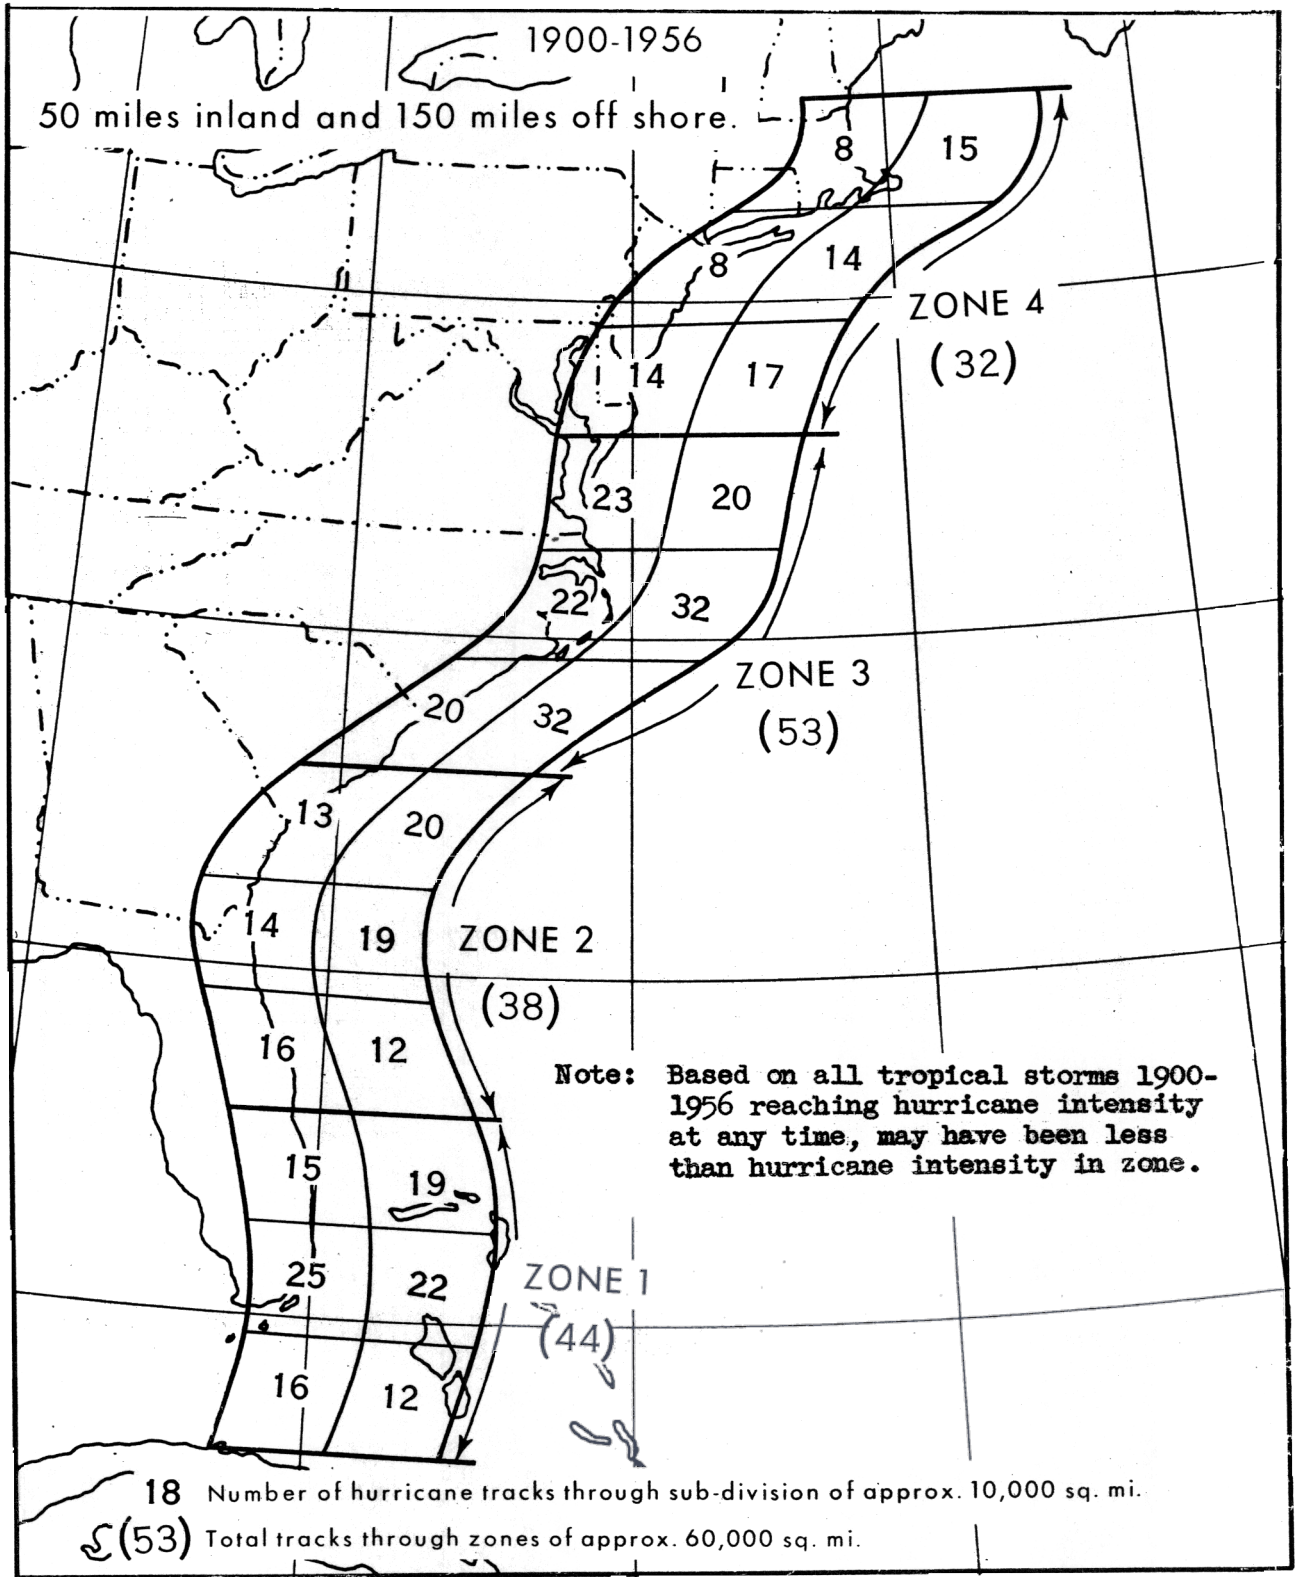 1900-1956
50 miles inland and 150 miles off shore.
8 15
8 14
ZONE 4
(32)
14 17
23 20
22 32
ZONE 3
(53)
20 32
13 20
14 19
ZONE 2
(38)
16 12
Note: Based on all tropical storms 1900-
1956 reaching hurricane intensity
at any time, may have been less
than hurricane intensity in zone.
15 19
25 22
ZONE 1
(44)
16 12
18 Number of hurricane tracks through sub-division of approx. 10,000 sq. mi.
(53) Total tracks through zones of approx. 60,000 sq. mi.